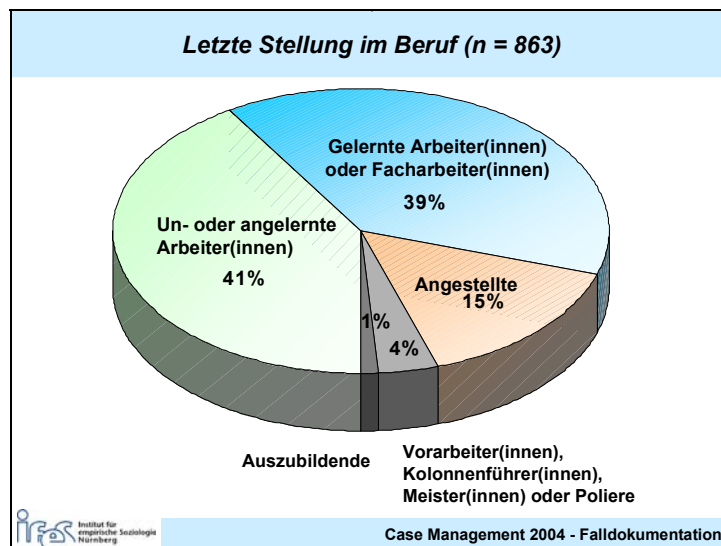 Letzte Stellung im Beruf (n = 863)
Gelernte Arbeiter(innen)
oder Facharbeiter(innen)
39%
Un- oder angelernte
Arbeiter(innen)
41%
Angestellte
15%
1%
4%
Auszubildende
Vorarbeiter(innen),
Kolonnenführer(innen),
Meister(innen) oder Poliere
ifes
Institut für
empirische Soziologie
Nürnberg
Case Management 2004 - Falldokumentation